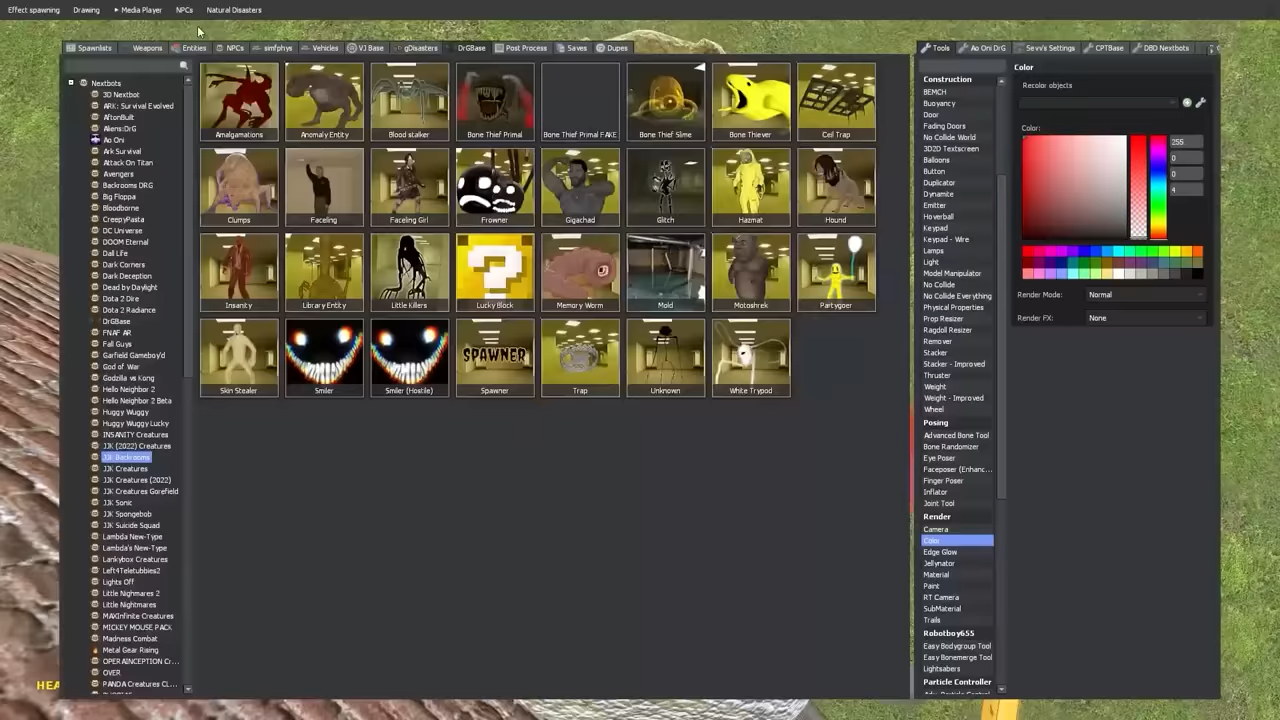 Effect spawning Drawing Media Player NPCs Natural Disasters
Spawnlists Weapons Entities NPCs simfphys Vehicles VJ Base gDisasters DrGBase Post Process Saves Dupes
Tools Ao Oni DrG Sevv's Settings CPTBase DBD Nextbots
Nextbots
3D Nextbot
ARK: Survival Evolved
AftonBuilt
Aliens:DrG
Ao Oni
Ark Survival
Attack On Titan
Avengers
Backrooms DRG
Big Floppa
Bloodborne
CreepyPasta
DC Universe
DOOM Eternal
Dall Life
Dark Corners
Dark Deception
Dead by Daylight
Dota 2 Dire
Dota 2 Radiance
DrGBase
FNAF AR
Fall Guys
Garfield Gameboy'd
God of War
Godzilla vs Kong
Hello Neighbor 2
Hello Neighbor 2 Beta
Huggy Wuggy
Huggy Wuggy Lucky
INSANITY Creatures
JJK (2022) Creatures
JJK Backrooms
JJK Creatures
JJK Creatures (2022)
JJK Creatures Gorefield
JJK Sonic
JJK Spongebob
JJK Suicide Squad
Lambda New-Type
Lambda's New-Type
Lankybox Creatures
Left4Teletubbies2
Lights Off
Little Nighmares 2
Little Nightmares
MAXInfinite Creatures
MICKEY MOUSE PACK
Madness Combat
Metal Gear Rising
OPERAINCEPTION Cr...
OVER
PANDA Creatures CL...
Amalgamations Anomaly Entity Blood stalker Bone Thief Primal Bone Thief Primal FAKE Bone Thief Slime Bone Thiever Ceil Trap
Clumps Faceling Faceling Girl Frowner Gigachad Glitch Hazmat Hound
Insanity Library Entity Little Killers Lucky Block Memory Worm Mold Motoshrek Partygoer
SPAWNER
Skin Stealer Smiler Smiler (Hostile) Spawner Trap Unknown White Trypod
Construction
BEMCH
Buoyancy
Door
Fading Doors
No Collide World
3D2D Textscreen
Balloons
Button
Duplicator
Dynamite
Emitter
Hoverball
Keypad
Keypad - Wire
Lamps
Light
Model Manipulator
No Collide
No Collide Everything
Physical Properties
Prop Resizer
Ragdoll Resizer
Remover
Stacker
Stacker - Improved
Thruster
Weight
Weight - Improved
Wheel
Posing
Advanced Bone Tool
Bone Randomizer
Eye Poser
Faceposer (Enhanc...
Finger Poser
Inflator
Joint Tool
Render
Camera
Color
Edge Glow
Jellynator
Material
Paint
RT Camera
SubMaterial
Trails
Robotboy655
Easy Bodygroup Tool
Easy Bonemerge Tool
Lightsabers
Particle Controller
Color
Recolor objects
Color:
255
0
0
4
Render Mode: Normal
Render FX: None
HEA